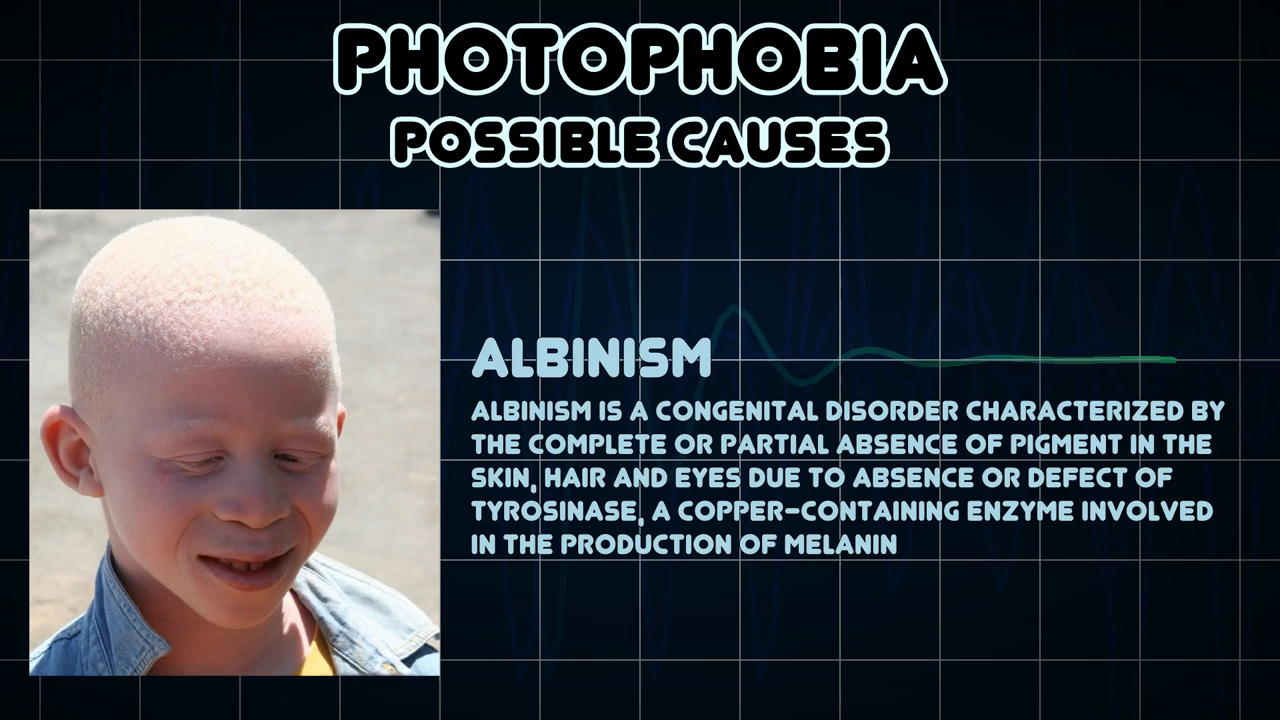 PHOTOPHOBIA
POSSIBLE CAUSES
ALBINISM
ALBINISM IS A CONGENITAL DISORDER CHARACTERIZED BY
THE COMPLETE OR PARTIAL ABSENCE OF PIGMENT IN THE
SKIN, HAIR AND EYES DUE TO ABSENCE OR DEFECT OF
TYROSINASE, A COPPER-CONTAINING ENZYME INVOLVED
IN THE PRODUCTION OF MELANIN